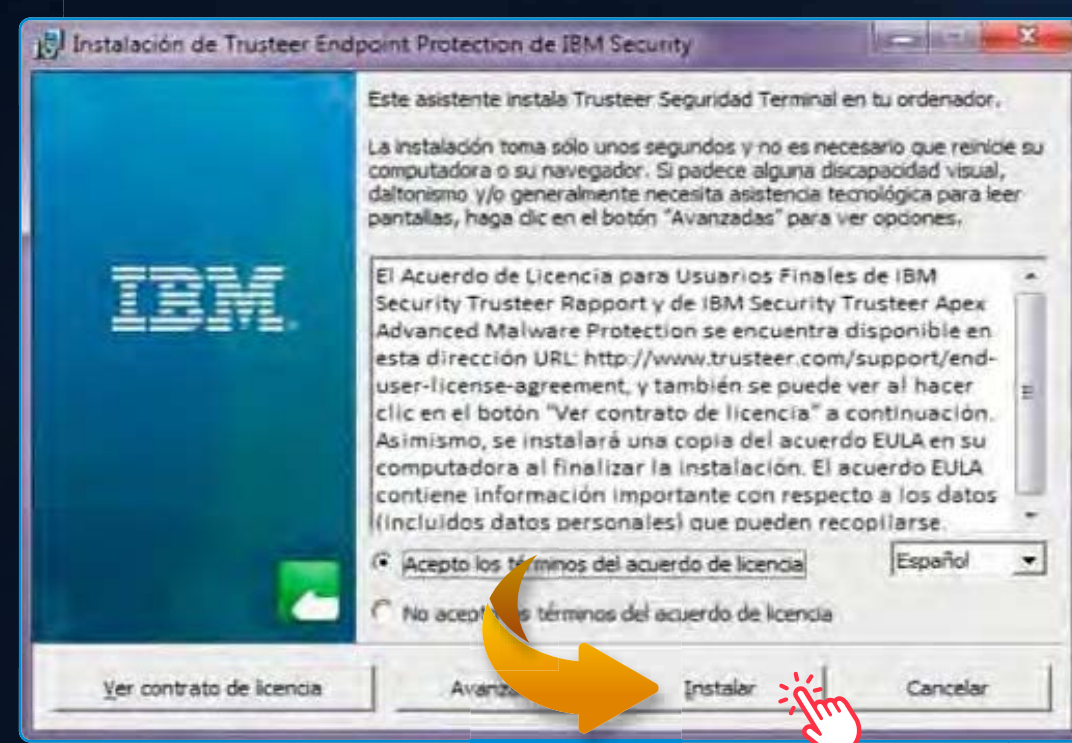 Instalación de Trusteer Endpoint Protection de IBM Security
Este asistente instala Trusteer Seguridad Terminal en tu ordenador.
La instalación toma sólo unos segundos y no es necesario que reinicie su
computadora o su navegador. Si padece alguna discapacidad visual,
daltonismo y/o generalmente necesita asistencia tecnológica para leer
pantallas, haga clic en el botón "Avanzadas" para ver opciones.
IBM
El Acuerdo de Licencia para Usuarios Finales de IBM
Security Trusteer Rapport y de IBM Security Trusteer Apex
Advanced Malware Protection se encuentra disponible en
esta dirección URL: http://www.trusteer.com/support/end-
user-license-agreement, y también se puede ver al hacer
clic en el botón "Ver contrato de licencia" a continuación.
Asimismo, se instalará una copia del acuerdo EULA en su
computadora al finalizar la instalación. El acuerdo EULA
contiene información importante con respecto a los datos
(incluidos datos personales) que pueden recopilarse.
Acepto los términos del acuerdo de licencia
Español
No acepto términos del acuerdo de licencia
Ver contrato de licencia
Instalar
Cancelar